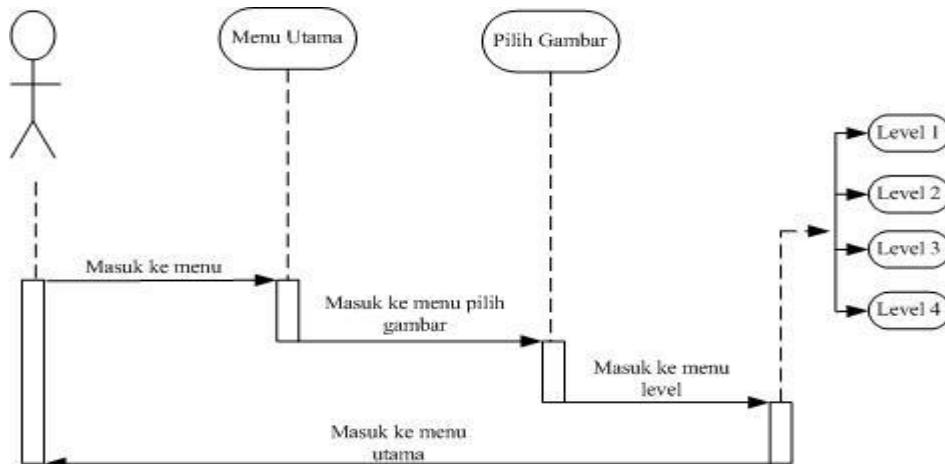 Menu Utama
Pilih Gambar
Level 1
Level 2
Level 3
Level 4
Masuk ke menu
Masuk ke menu pilih
gambar
Masuk ke menu
level
Masuk ke menu
utama